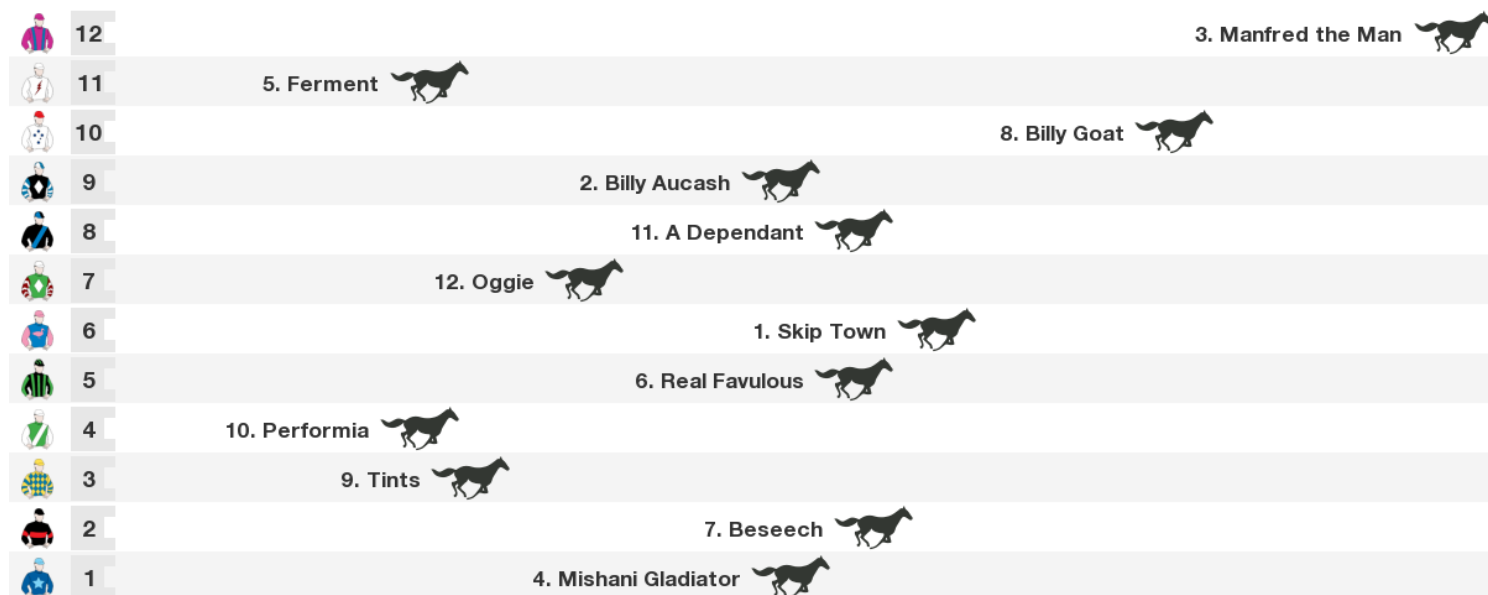 12 3. Manfred the Man
11 5. Ferment
10 8. Billy Goat
9 2. Billy Aucash
8 11. A Dependant
7 12. Oggie
6 1. Skip Town
5 6. Real Favulous
4 10. Performia
3 9. Tints
2 7. Beseech
1 4. Mishani Gladiator